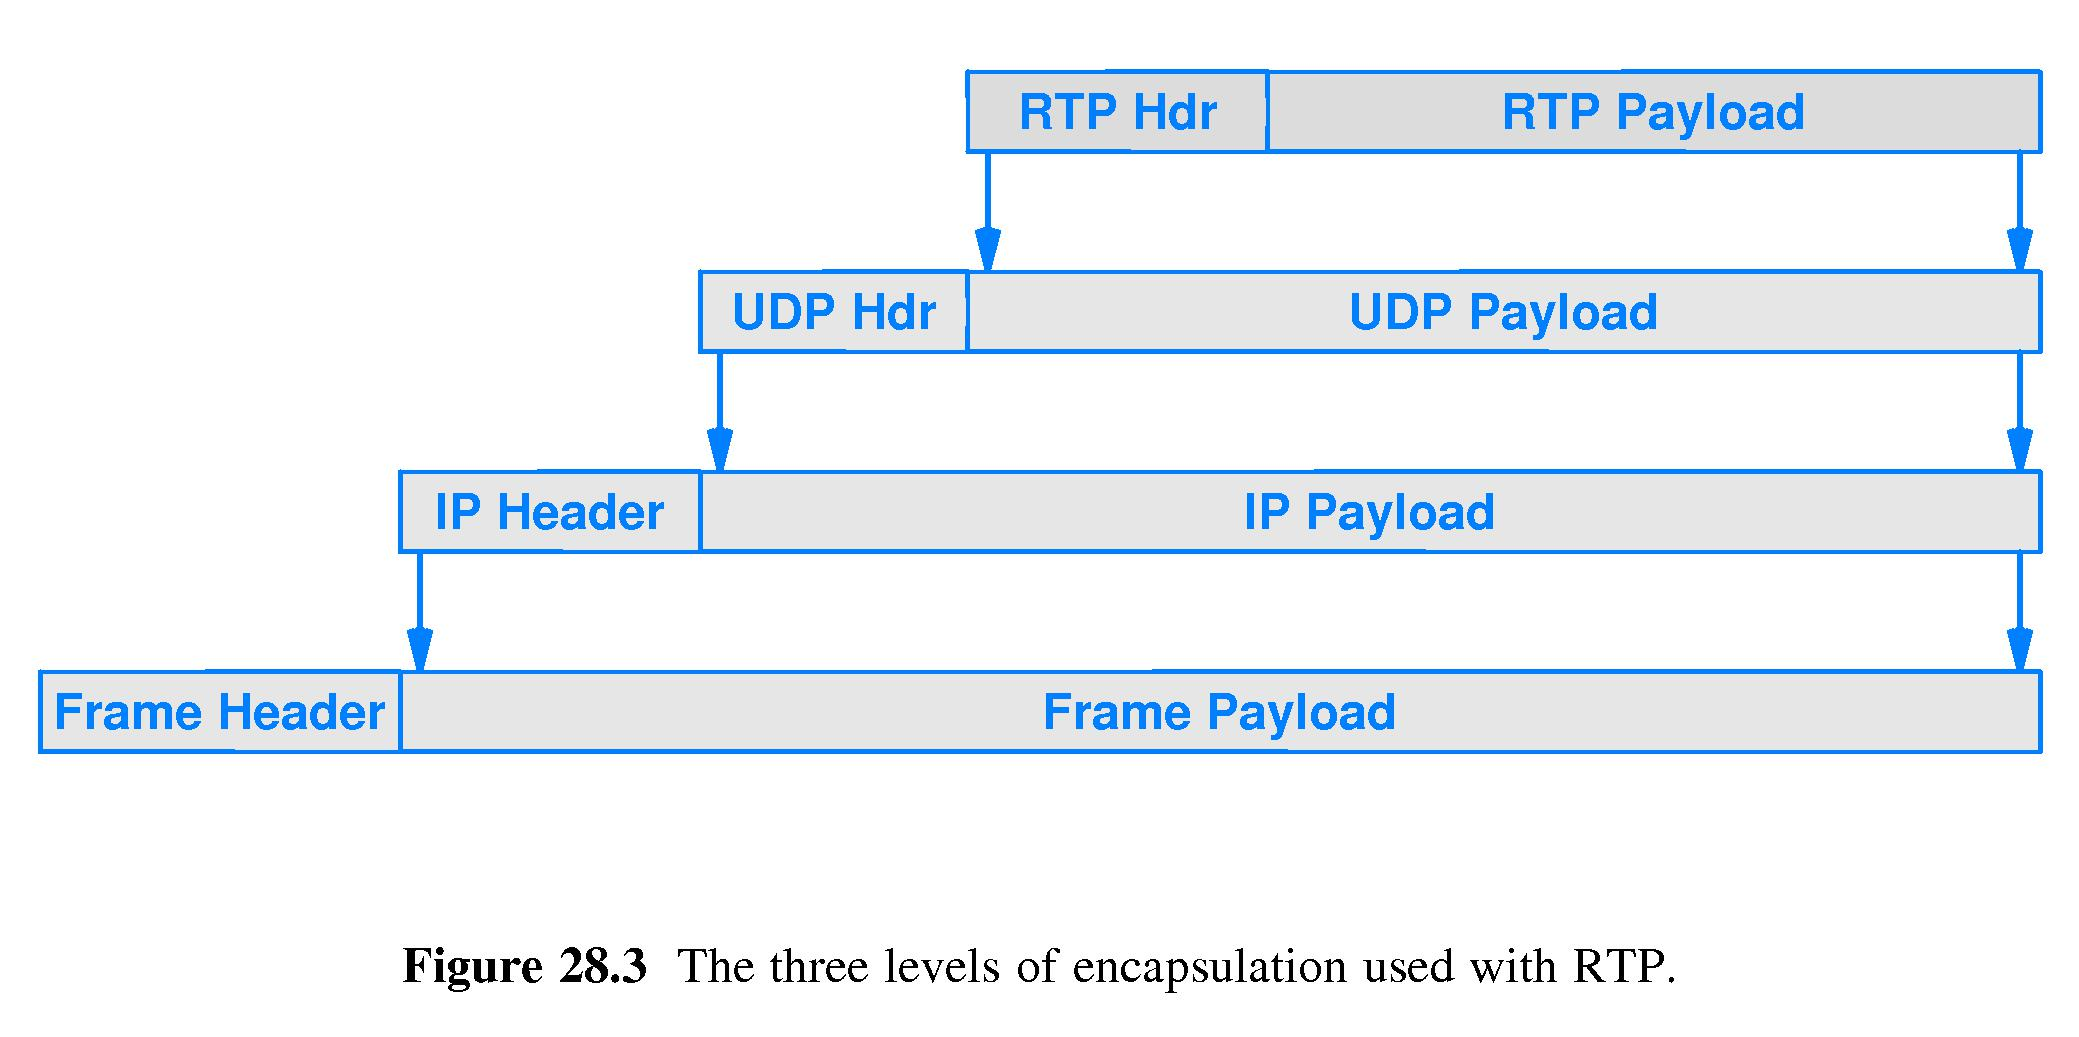 RTP Hdr RTP Payload
UDP Hdr UDP Payload
IP Header IP Payload
Frame Header Frame Payload
Figure 28.3 The three levels of encapsulation used with RTP.